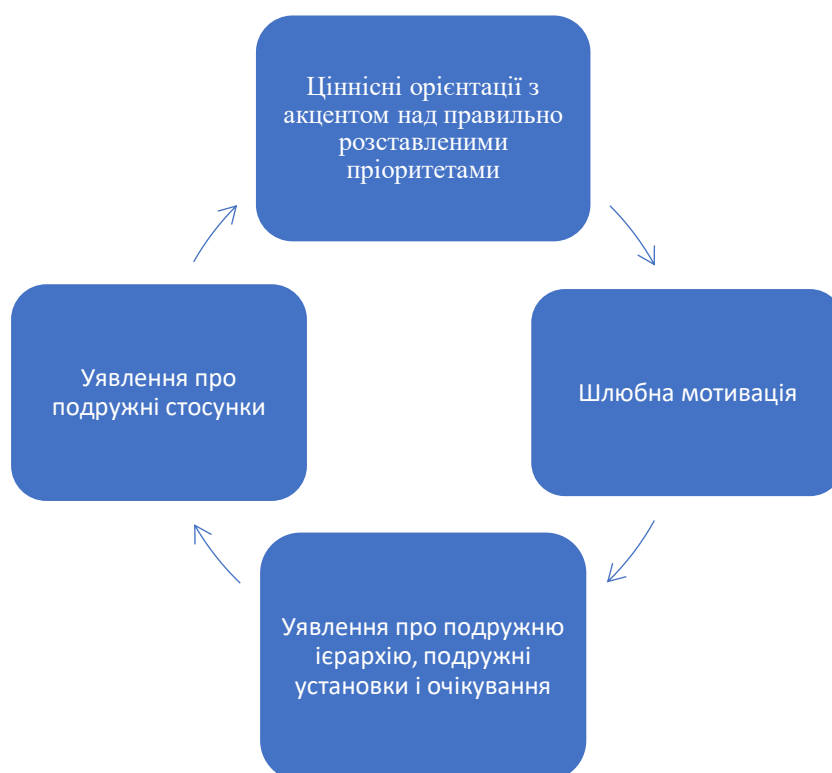 Ціннісні орієнтації з
акцентом над правильно
розставленими
пріоритетами
Уявлення про
подружні стосунки
Шлюбна мотивація
Уявлення про подружню
ієрархію, подружні
установки і очікування